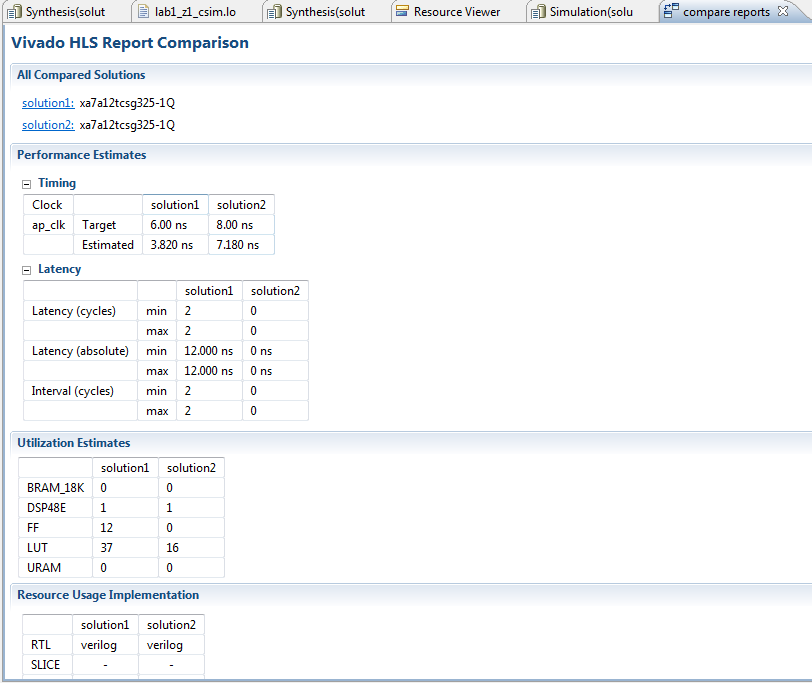 Synthesis(solut lab1_z1_csim.lo Synthesis(solut Resource Viewer Simulation(solu compare reports
Vivado HLS Report Comparison
All Compared Solutions
solution1: xa7a12tcsg325-1Q
solution2: xa7a12tcsg325-1Q
Performance Estimates
Timing
Clock solution1 solution2
ap_clk Target 6.00 ns 8.00 ns
Estimated 3.820 ns 7.180 ns
Latency
solution1 solution2
Latency (cycles) min 2 0
max 2 0
Latency (absolute) min 12.000 ns 0 ns
max 12.000 ns 0 ns
Interval (cycles) min 2 0
max 2 0
Utilization Estimates
solution1 solution2
BRAM_18K 0 0
DSP48E 1 1
FF 12 0
LUT 37 16
URAM 0 0
Resource Usage Implementation
solution1 solution2
RTL verilog verilog
SLICE - -